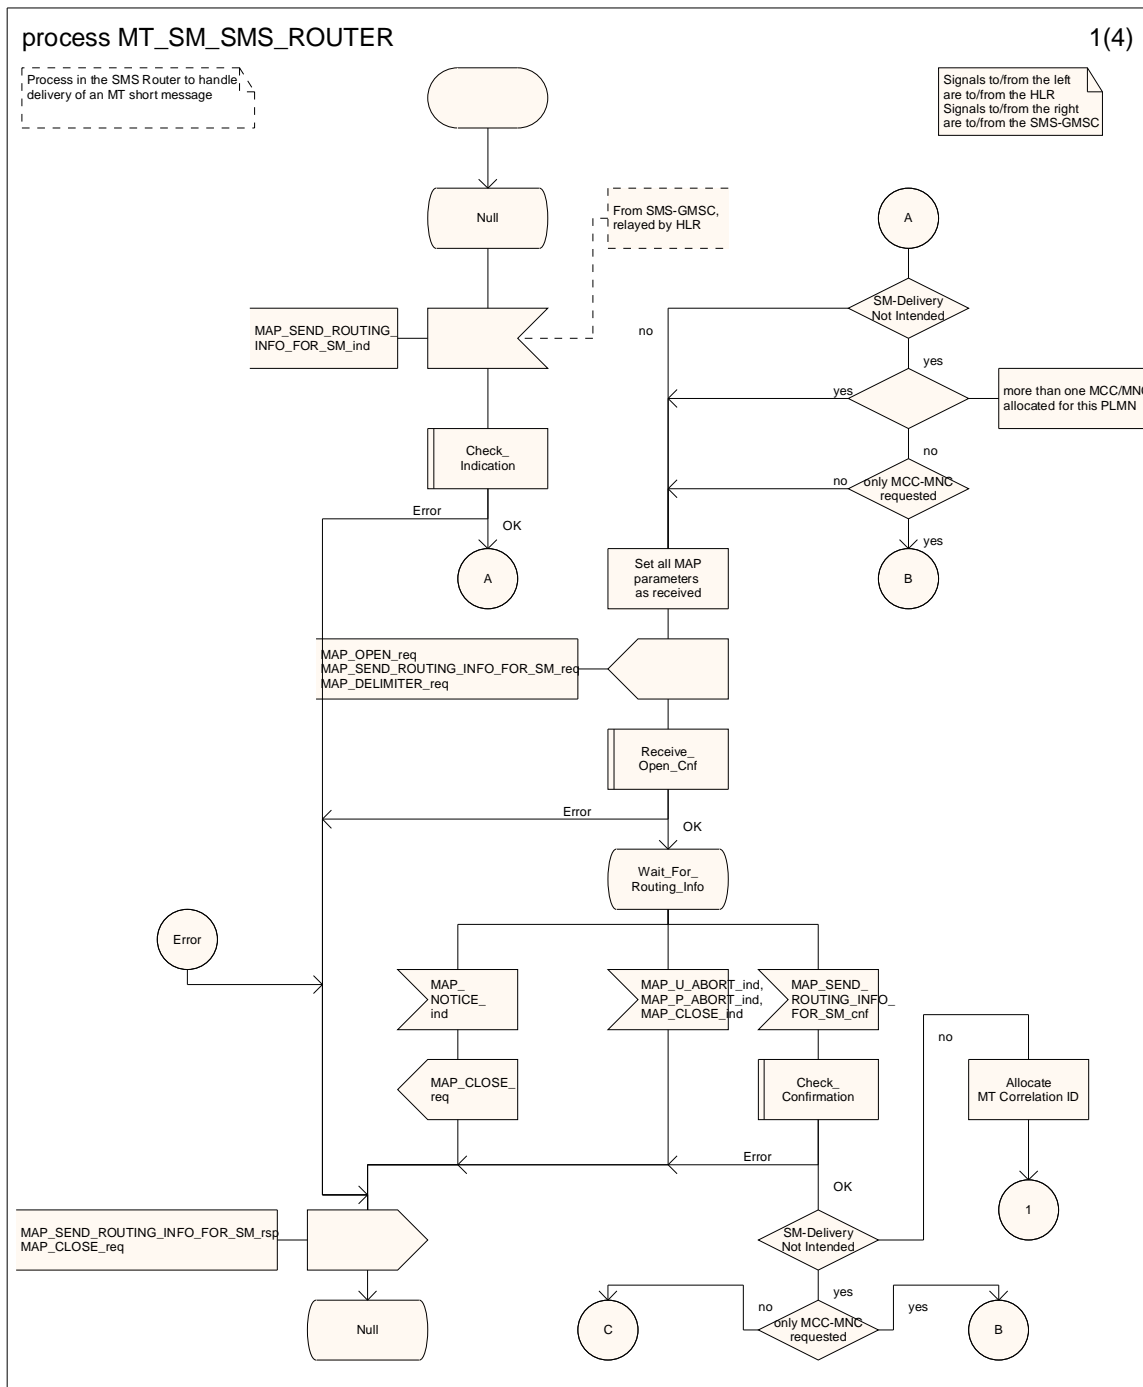 process MT_SM_SMS_ROUTER
1(4)
Process in the SMS Router to handle
delivery of an MT short message
Signals to/from the left
are to/from the HLR
Signals to/from the right
are to/from the SMS-GMSC
Null
From SMS-GMSC,
relayed by HLR
A
SM-Delivery
Not Intended
no
yes
MAP_SEND_ROUTING_
INFO_FOR_SM_ind
yes
more than one MCC/MNC
allocated for this PLMN
no
Check_
Indication
no
only MCC-MNC
requested
Error
OK
yes
A
B
Set all MAP
parameters
as received
MAP_OPEN_req
MAP_SEND_ROUTING_INFO_FOR_SM_req
MAP_DELIMITER_req
Receive_
Open_Cnf
Error
OK
Wait_For_
Routing_Info
Error
MAP_
NOTICE_
ind
MAP_U_ABORT_ind,
MAP_P_ABORT_ind,
MAP_CLOSE_ind
MAP_SEND_
ROUTING_INFO_
FOR_SM_cnf
no
MAP_CLOSE_
req
Check_
Confirmation
Allocate
MT Correlation ID
Error
OK
1
MAP_SEND_ROUTING_INFO_FOR_SM_rsp
MAP_CLOSE_req
SM-Delivery
Not Intended
yes
no
yes
Null
C
only MCC-MNC
requested
B